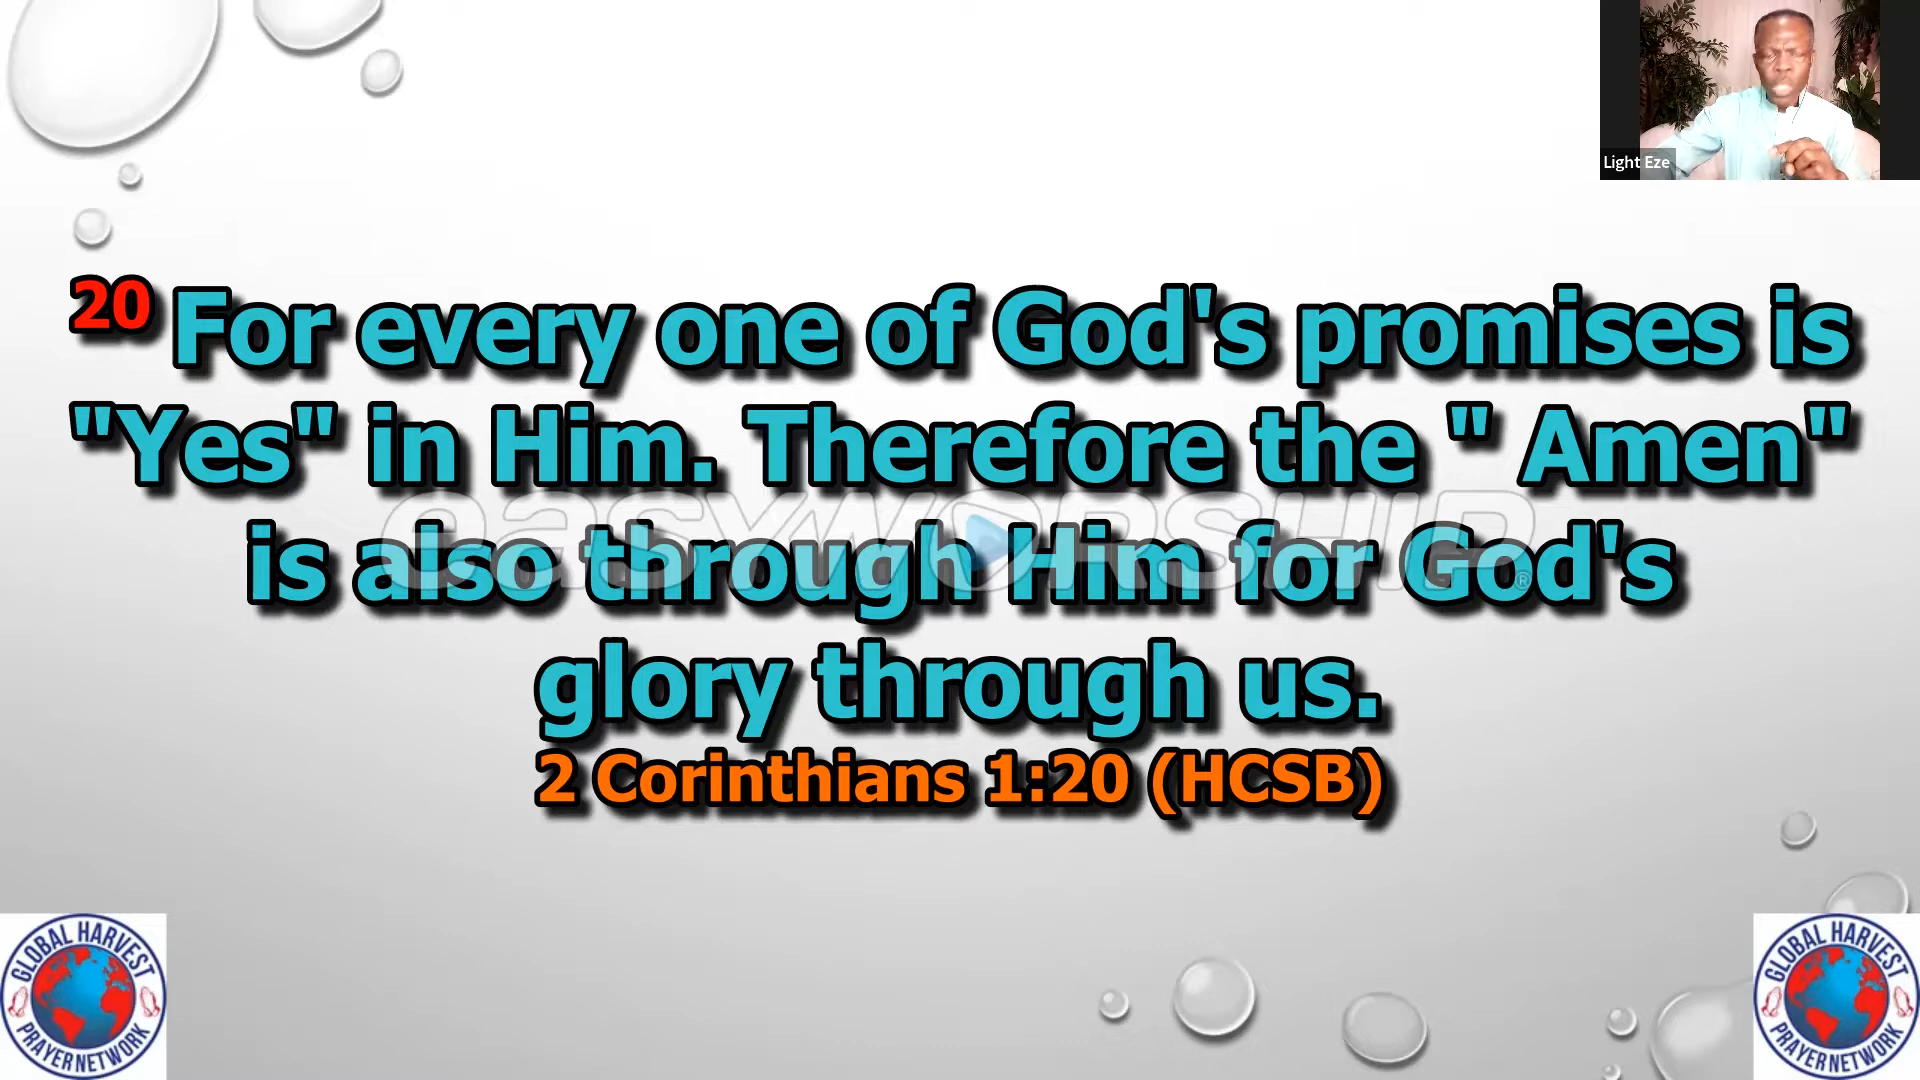 Light Eze
20 For every one of God's promises is
"Yes" in Him. Therefore the " Amen"
is also through Him for God's
glory through us.
easyworship®
2 Corinthians 1:20 (HCSB)
GLOBAL HARVEST
PRAYER NETWORK
GLOBAL HARVEST
PRAYER NETWORK